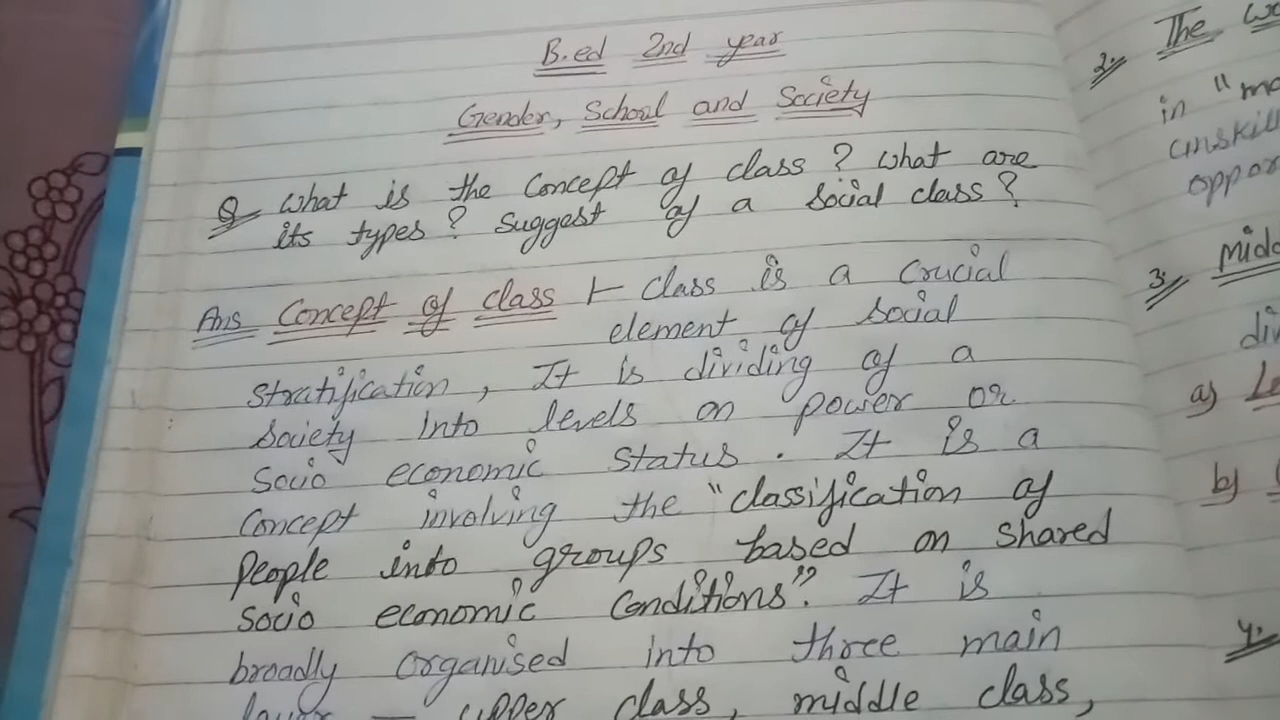 B.ed 2nd year
Gender, School and Society
Q What is the Concept of class ? What are
its types ? Suggest of a Social class ?
Ans Concept of class :- Class is a Crucial
element of Social
Stratification, It is dividing of a
Society into levels on power or
Socio economic Status. It is a
Concept involving the "classification of
People into groups based on Shared
Socio economic Conditions". It is
broadly organised into three main
upper class, middle class,
2. The
in
3.
a)
b)
4.